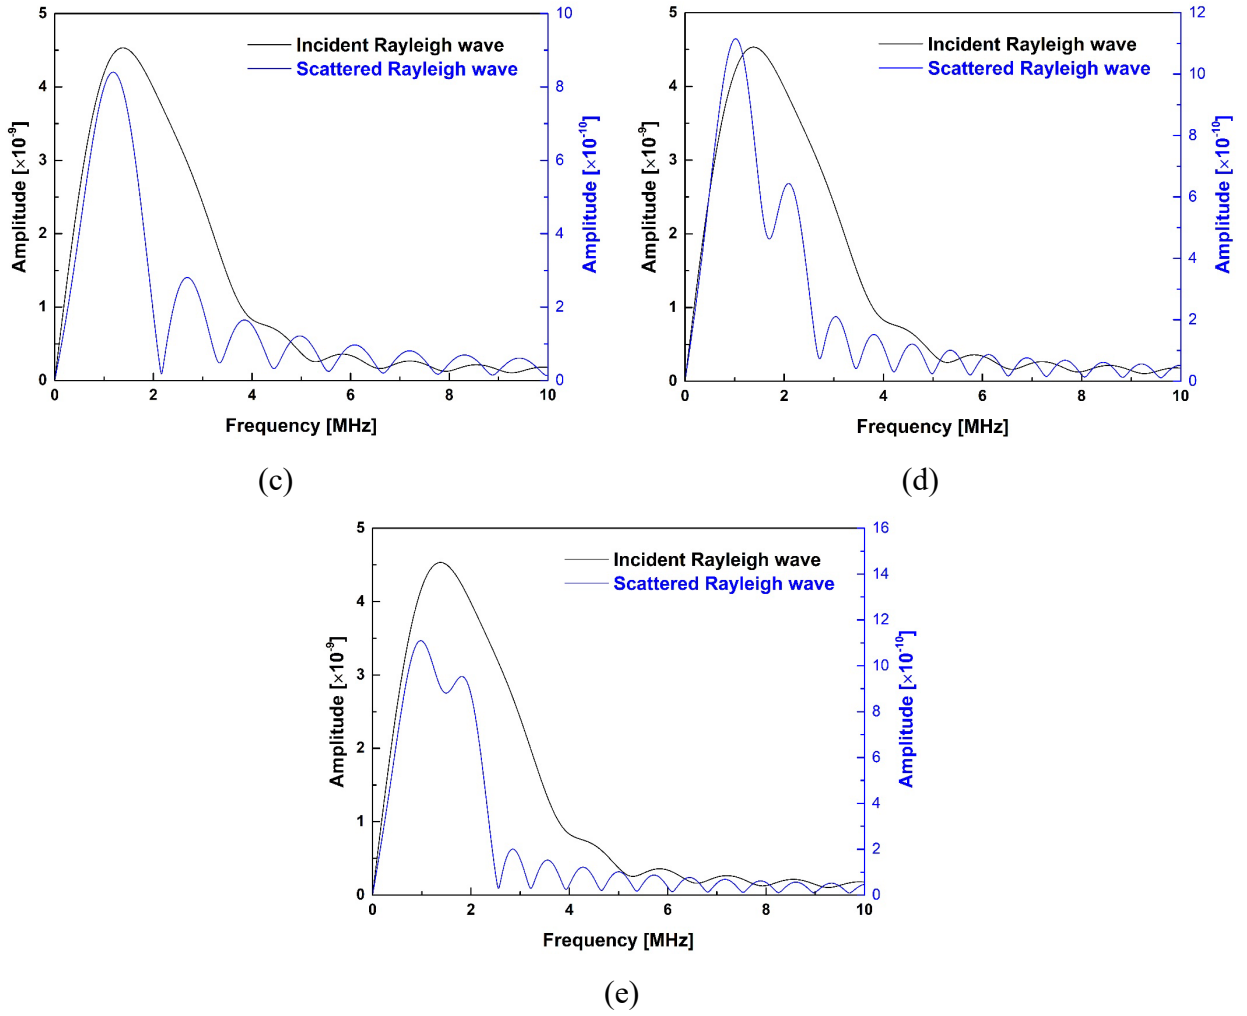 Incident Rayleigh wave
Scattered Rayleigh wave
Amplitude [×10⁻⁹]
5
4
3
2
1
0
Amplitude [×10⁻¹⁰]
10
8
6
4
2
0
0 2 4 6 8 10
Frequency [MHz]
(c)
Incident Rayleigh wave
Scattered Rayleigh wave
Amplitude [×10⁻⁹]
5
4
3
2
1
0
Amplitude [×10⁻¹⁰]
12
10
8
6
4
2
0
0 2 4 6 8 10
Frequency [MHz]
(d)
Incident Rayleigh wave
Scattered Rayleigh wave
Amplitude [×10⁻⁹]
5
4
3
2
1
0
Amplitude [×10⁻¹⁰]
16
14
12
10
8
6
4
2
0
0 2 4 6 8 10
Frequency [MHz]
(e)